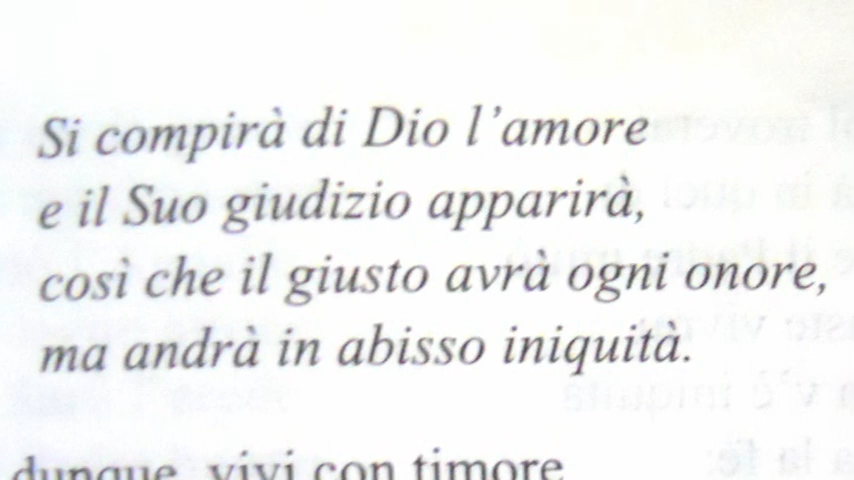 Si compirà di Dio l'amore
e il Suo giudizio apparirà,
così che il giusto avrà ogni onore,
ma andrà in abisso iniquità.
dunque, vivi con timore